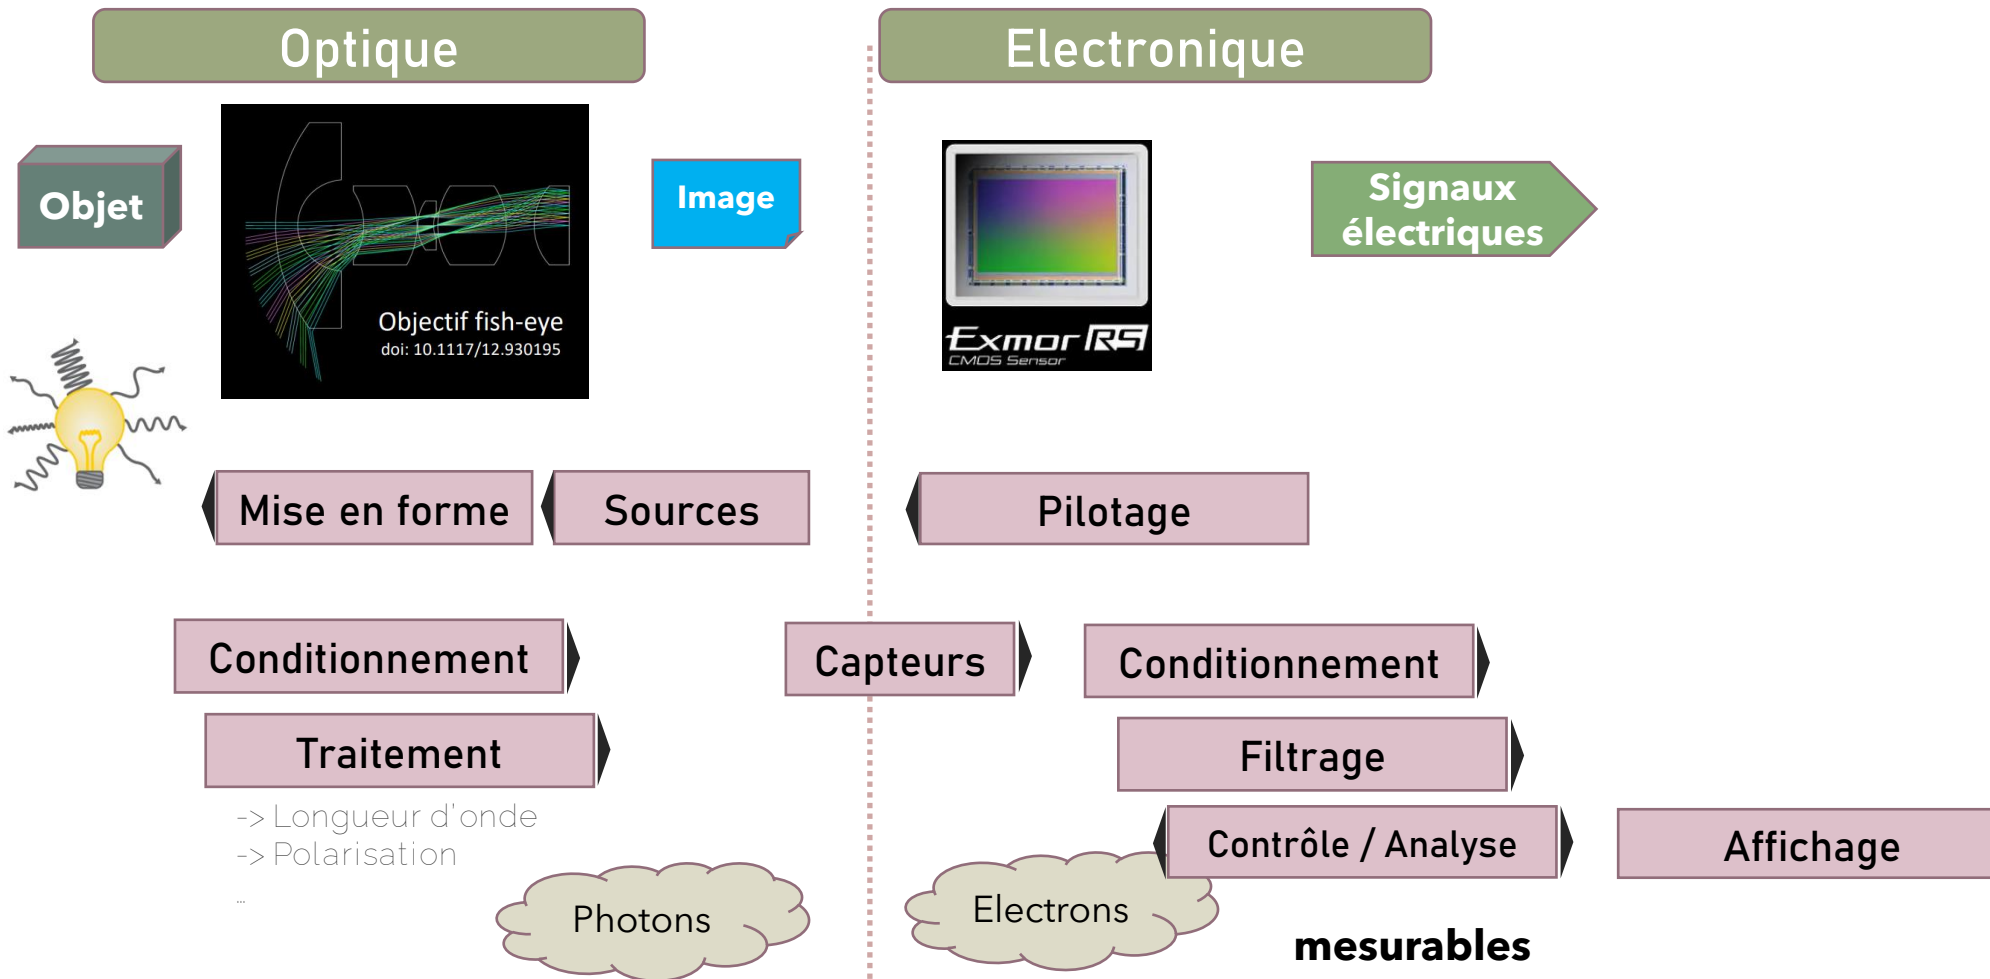 Optique
Electronique
Objet
Image
Signaux
électriques
Objectif fish-eye
doi: 10.1117/12.930195
Exmor RS
CMOS Sensor
Mise en forme
Sources
Pilotage
Conditionnement
Capteurs
Conditionnement
Traitement
Filtrage
-> Longueur d'onde
-> Polarisation
...
Contrôle / Analyse
Affichage
Photons
Electrons
mesurables